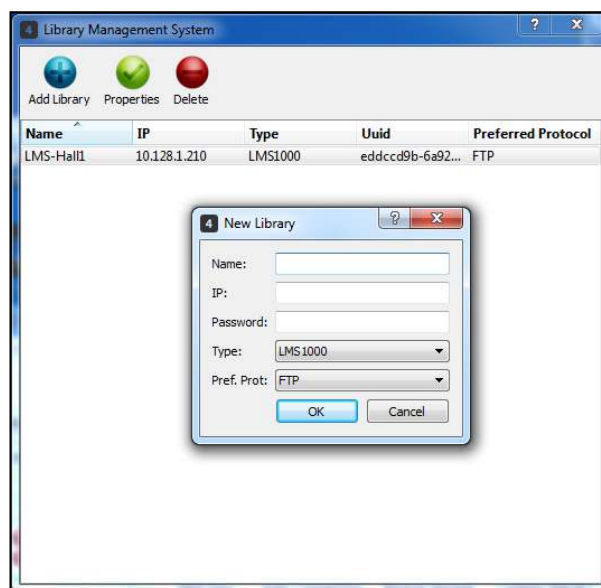 4 Library Management System ? X
Add Library Properties Delete
Name IP Type Uuid Preferred Protocol
LMS-Hall1 10.128.1.210 LMS1000 eddccd9b-6a92... FTP
4 New Library ? X
Name:
IP:
Password:
Type: LMS1000
Pref. Prot: FTP
OK Cancel